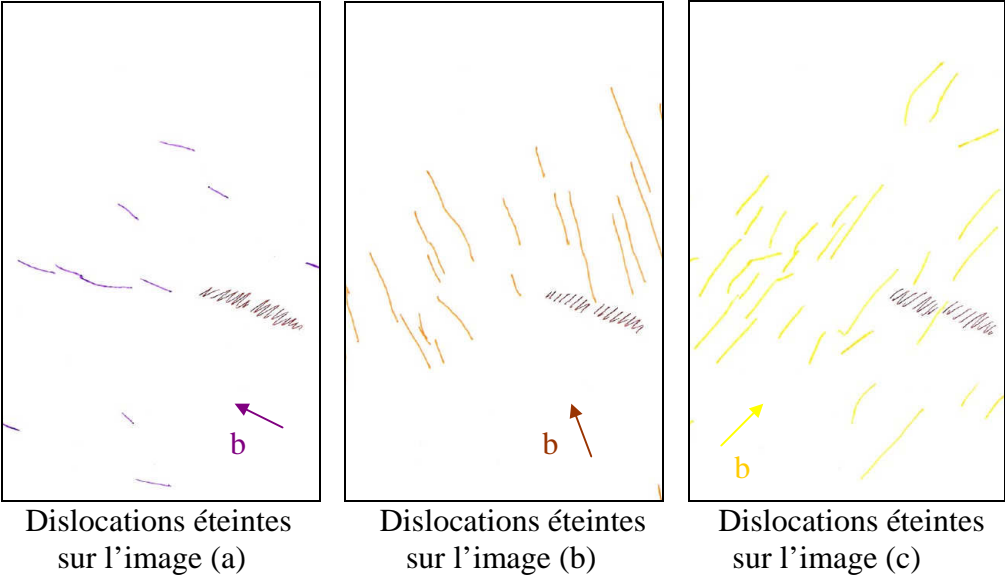 b
b
b
Dislocations éteintes
sur l’image (a)
Dislocations éteintes
sur l’image (b)
Dislocations éteintes
sur l’image (c)